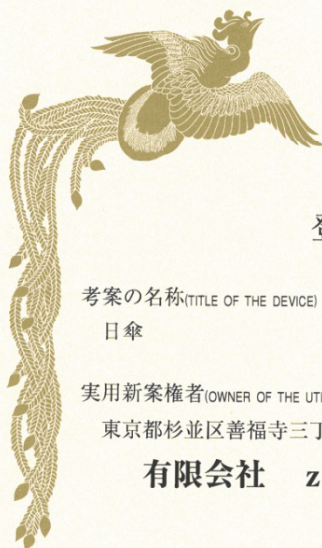 考案の名称(TITLE OF THE DEVICE)
日傘
実用新案権者(OWNER OF THE
東京都杉並区善福寺三丁
有限会社 z